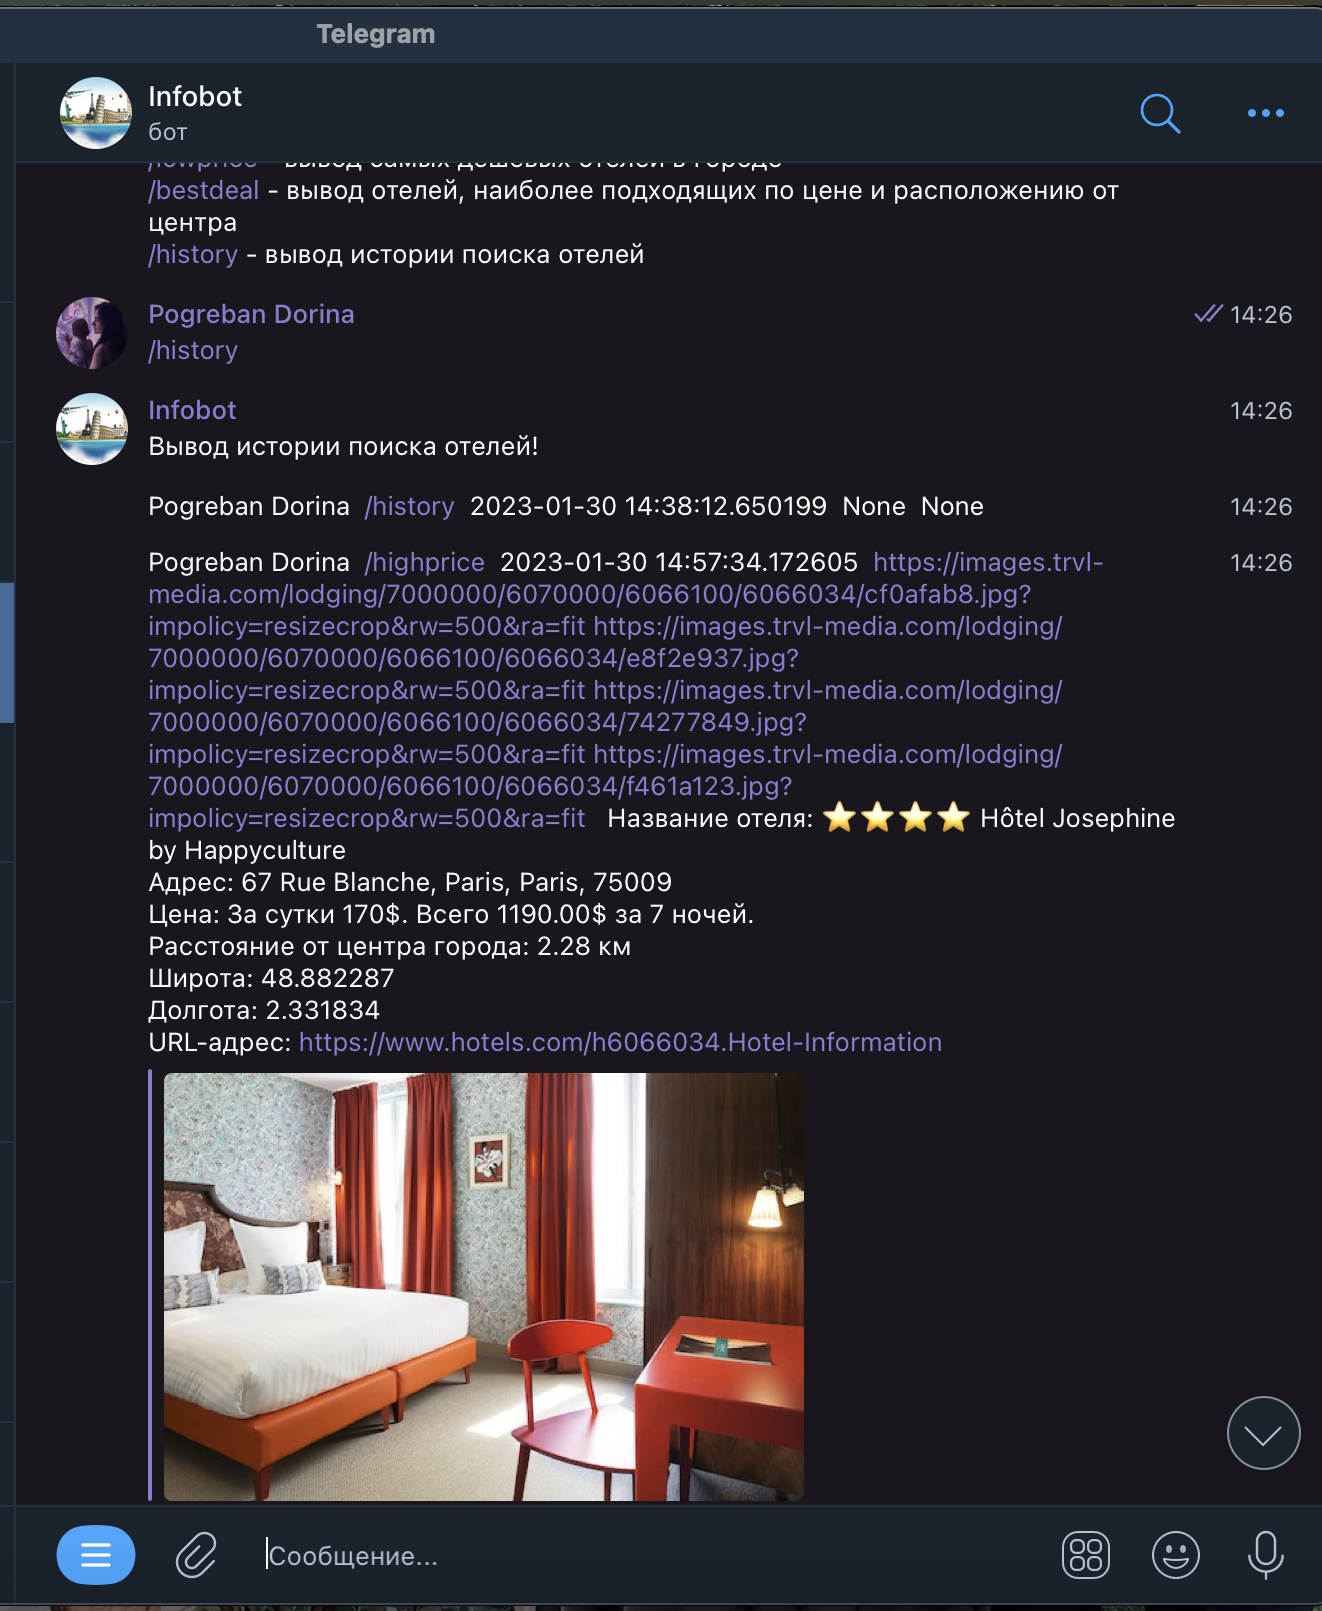 Telegram
Infobot
бот
/lowprice - вывод самых дешевых отелей в городе
/bestdeal - вывод отелей, наиболее подходящих по цене и расположению от
центра
/history - вывод истории поиска отелей
Pogreban Dorina 14:26
/history
Infobot 14:26
Вывод истории поиска отелей!
Pogreban Dorina /history 2023-01-30 14:38:12.650199 None None 14:26
Pogreban Dorina /highprice 2023-01-30 14:57:34.172605 https://images.trvl- 14:26
media.com/lodging/7000000/6070000/6066100/6066034/cf0afab8.jpg?
impolicy=resizecrop&rw=500&ra=fit https://images.trvl-media.com/lodging/
7000000/6070000/6066100/6066034/e8f2e937.jpg?
impolicy=resizecrop&rw=500&ra=fit https://images.trvl-media.com/lodging/
7000000/6070000/6066100/6066034/74277849.jpg?
impolicy=resizecrop&rw=500&ra=fit https://images.trvl-media.com/lodging/
7000000/6070000/6066100/6066034/f461a123.jpg?
impolicy=resizecrop&rw=500&ra=fit Название отеля: ⭐⭐⭐⭐ Hôtel Josephine
by Happyculture
Адрес: 67 Rue Blanche, Paris, Paris, 75009
Цена: За сутки 170$. Всего 1190.00$ за 7 ночей.
Расстояние от центра города: 2.28 км
Широта: 48.882287
Долгота: 2.331834
URL-адрес: https://www.hotels.com/h6066034.Hotel-Information
Сообщение...